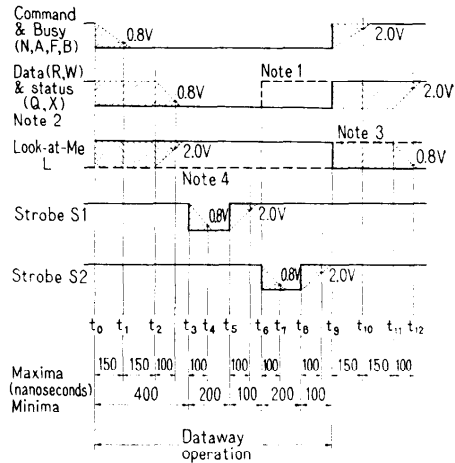 Command
& Busy
(N,A,F,B)
0.8V
2.0V
Data(R,W)
& status
(Q,X)
Note 2
0.8V
Note 1
2.0V
Look-at-Me
L
2.0V
Note 3
0.8V
Note 4
Strobe S1
0.8V
2.0V
Strobe S2
0.8V
2.0V
t0 t1 t2 t3 t4 t5 t6 t7 t8 t9 t10 t11 t12
Maxima 150 150 100 100 100 100 100 150 150 100
(nanoseconds)
Minima 400 200 100 200 100
Dataway
operation